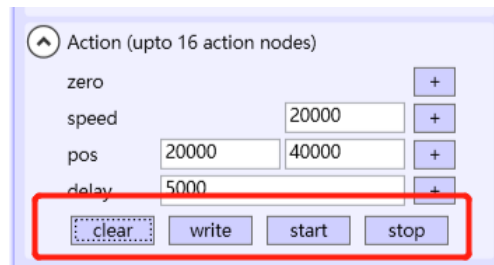 Action (upto 16 action nodes)
zero +
speed 20000 +
pos 20000 40000 +
delay 5000 +
clear write start stop